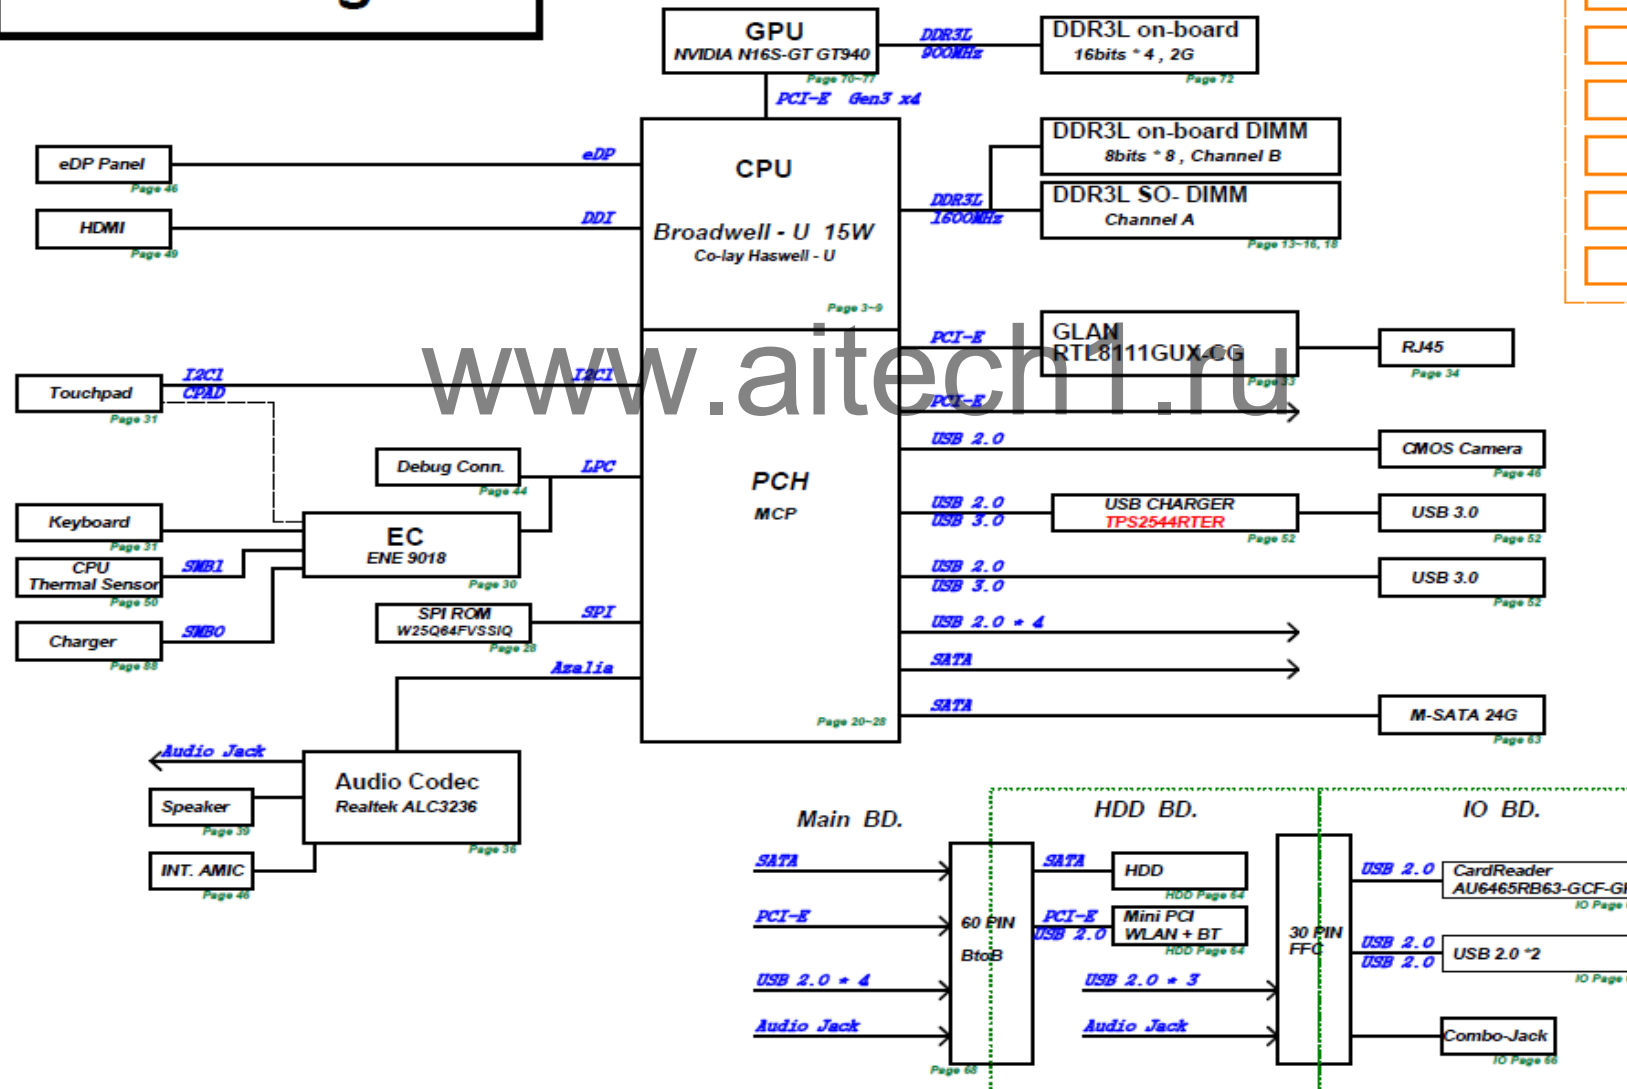 GPU
NVIDIA N16S-GT GT940
Page 70~77
DDR3L
900MHz
DDR3L on-board
16bits * 4 , 2G
Page 72
PCI-E Gen3 x4
CPU
Broadwell - U 15W
Co-lay Haswell - U
Page 3~9
eDP Panel
Page 46
eDP
HDMI
Page 49
DDI
DDR3L
1600MHz
DDR3L on-board DIMM
8bits * 8 , Channel B
DDR3L SO- DIMM
Channel A
Page 13~16, 18
www.aitech1.ru
PCI-E
GLAN
RTL8111GUX-CG
Page 33
RJ45
Page 34
PCI-E
Touchpad
Page 31
I2C1
CPAD
I2C1
USB 2.0
CMOS Camera
Page 46
Debug Conn.
Page 44
LPC
PCH
MCP
Page 20~28
USB 2.0
USB 3.0
USB CHARGER
TPS2544RTER
Page 52
USB 3.0
Page 52
Keyboard
Page 31
EC
ENE 9018
Page 30
CPU
Thermal Sensor
Page 50
SMB1
USB 2.0
USB 3.0
USB 3.0
Page 52
SPI ROM
W25Q64FVSSIQ
Page 28
SPI
Charger
Page 88
SMB0
USB 2.0 * 4
SATA
Azalia
SATA
M-SATA 24G
Page 63
Audio Jack
Audio Codec
Realtek ALC3236
Page 36
Speaker
Page 39
INT. AMIC
Page 46
Main BD.
HDD BD.
IO BD.
SATA
PCI-E
USB 2.0 * 4
Audio Jack
60 PIN
BtoB
Page 68
SATA
HDD
HDD Page 64
PCI-E
USB 2.0
Mini PCI
WLAN + BT
HDD Page 64
USB 2.0 * 3
Audio Jack
30 PIN
FFC
USB 2.0
CardReader
AU6465RB63-GCF-G
IO Page
USB 2.0
USB 2.0
USB 2.0 *2
IO Page
Combo-Jack
IO Page 66